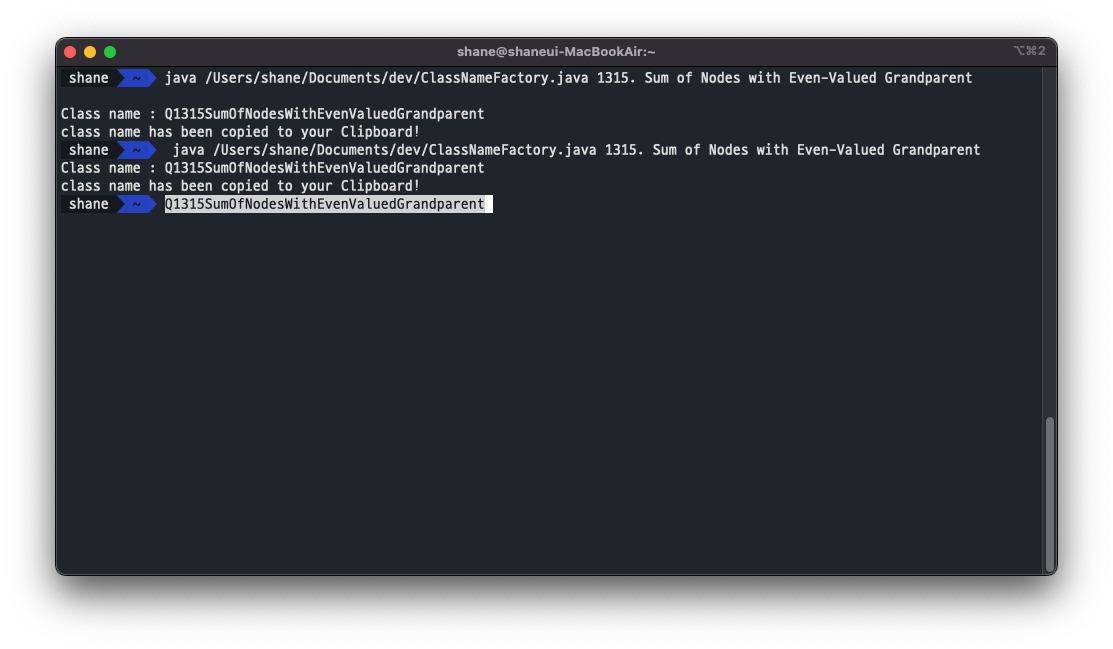 shane@shaneui-MacBookAir:~
⌥⌘2
shane ~ java /Users/shane/Documents/dev/ClassNameFactory.java 1315. Sum of Nodes with Even-Valued Grandparent
Class name : Q1315SumOfNodesWithEvenValuedGrandparent
class name has been copied to your Clipboard!
shane ~ java /Users/shane/Documents/dev/ClassNameFactory.java 1315. Sum of Nodes with Even-Valued Grandparent
Class name : Q1315SumOfNodesWithEvenValuedGrandparent
class name has been copied to your Clipboard!
shane ~ Q1315SumOfNodesWithEvenValuedGrandparent